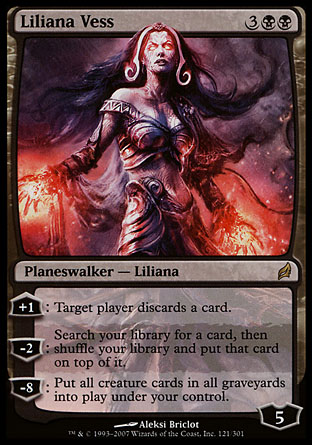 Liliana Vess 3
Planeswalker — Liliana
+1 : Target player discards a card.
Search your library for a card, then
-2 : shuffle your library and put that card
on top of it.
-8 : Put all creature cards in all graveyards
into play under your control.
Aleksi Briclot
™ & © 1993–2007 Wizards of the Coast, Inc. 121/301
5